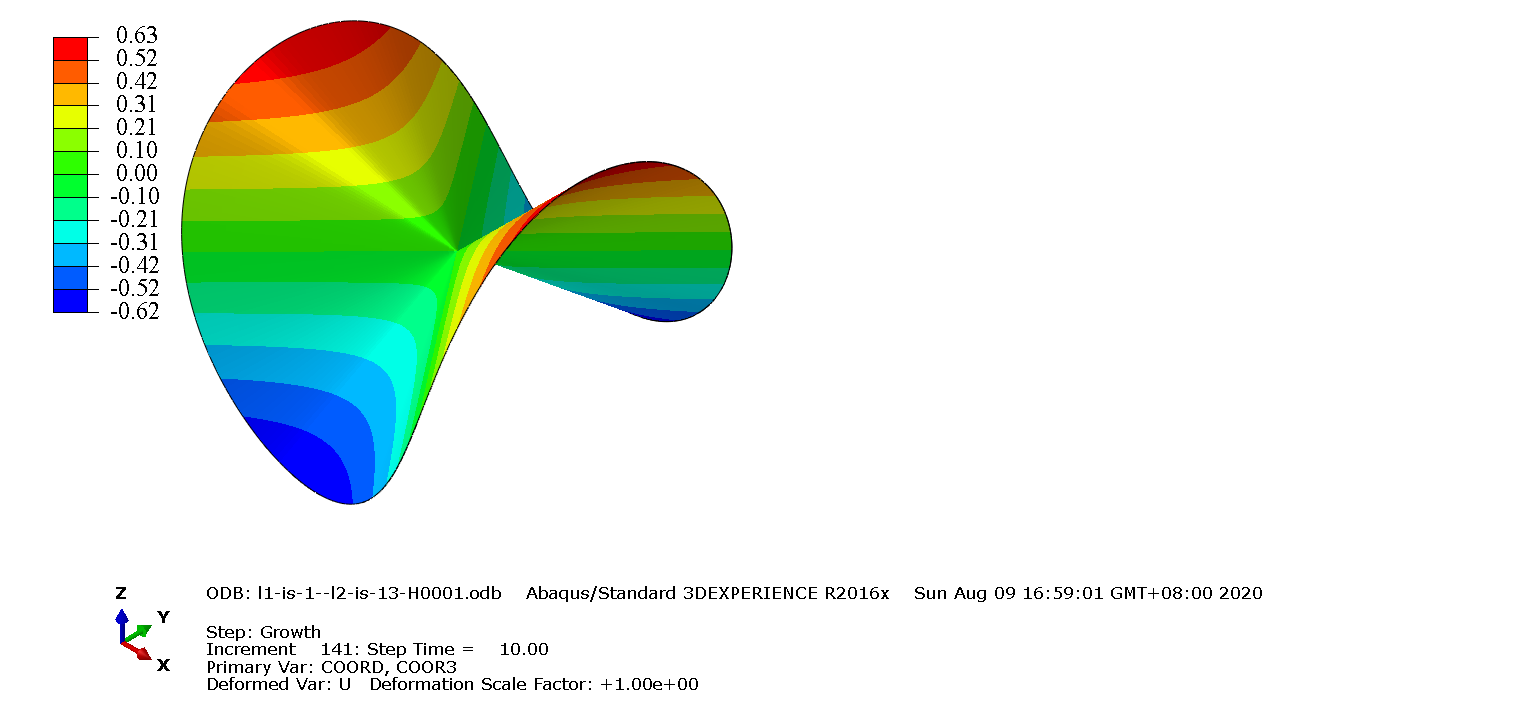 0.63
0.52
0.42
0.31
0.21
0.10
0.00
-0.10
-0.21
-0.31
-0.42
-0.52
-0.62
Z
Y
X
ODB: l1-is-1--l2-is-13-H0001.odb Abaqus/Standard 3DEXPERIENCE R2016x Sun Aug 09 16:59:01 GMT+08:00 2020
Step: Growth
Increment 141: Step Time = 10.00
Primary Var: COORD, COOR3
Deformed Var: U Deformation Scale Factor: +1.00e+00